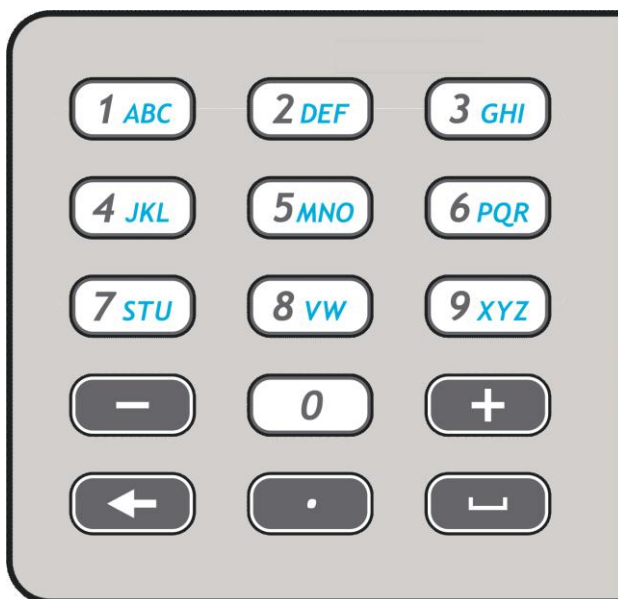 1 ABC 2 DEF 3 GHI
4 JKL 5 MNO 6 PQR
7 STU 8 VW 9 XYZ
- 0 +
.